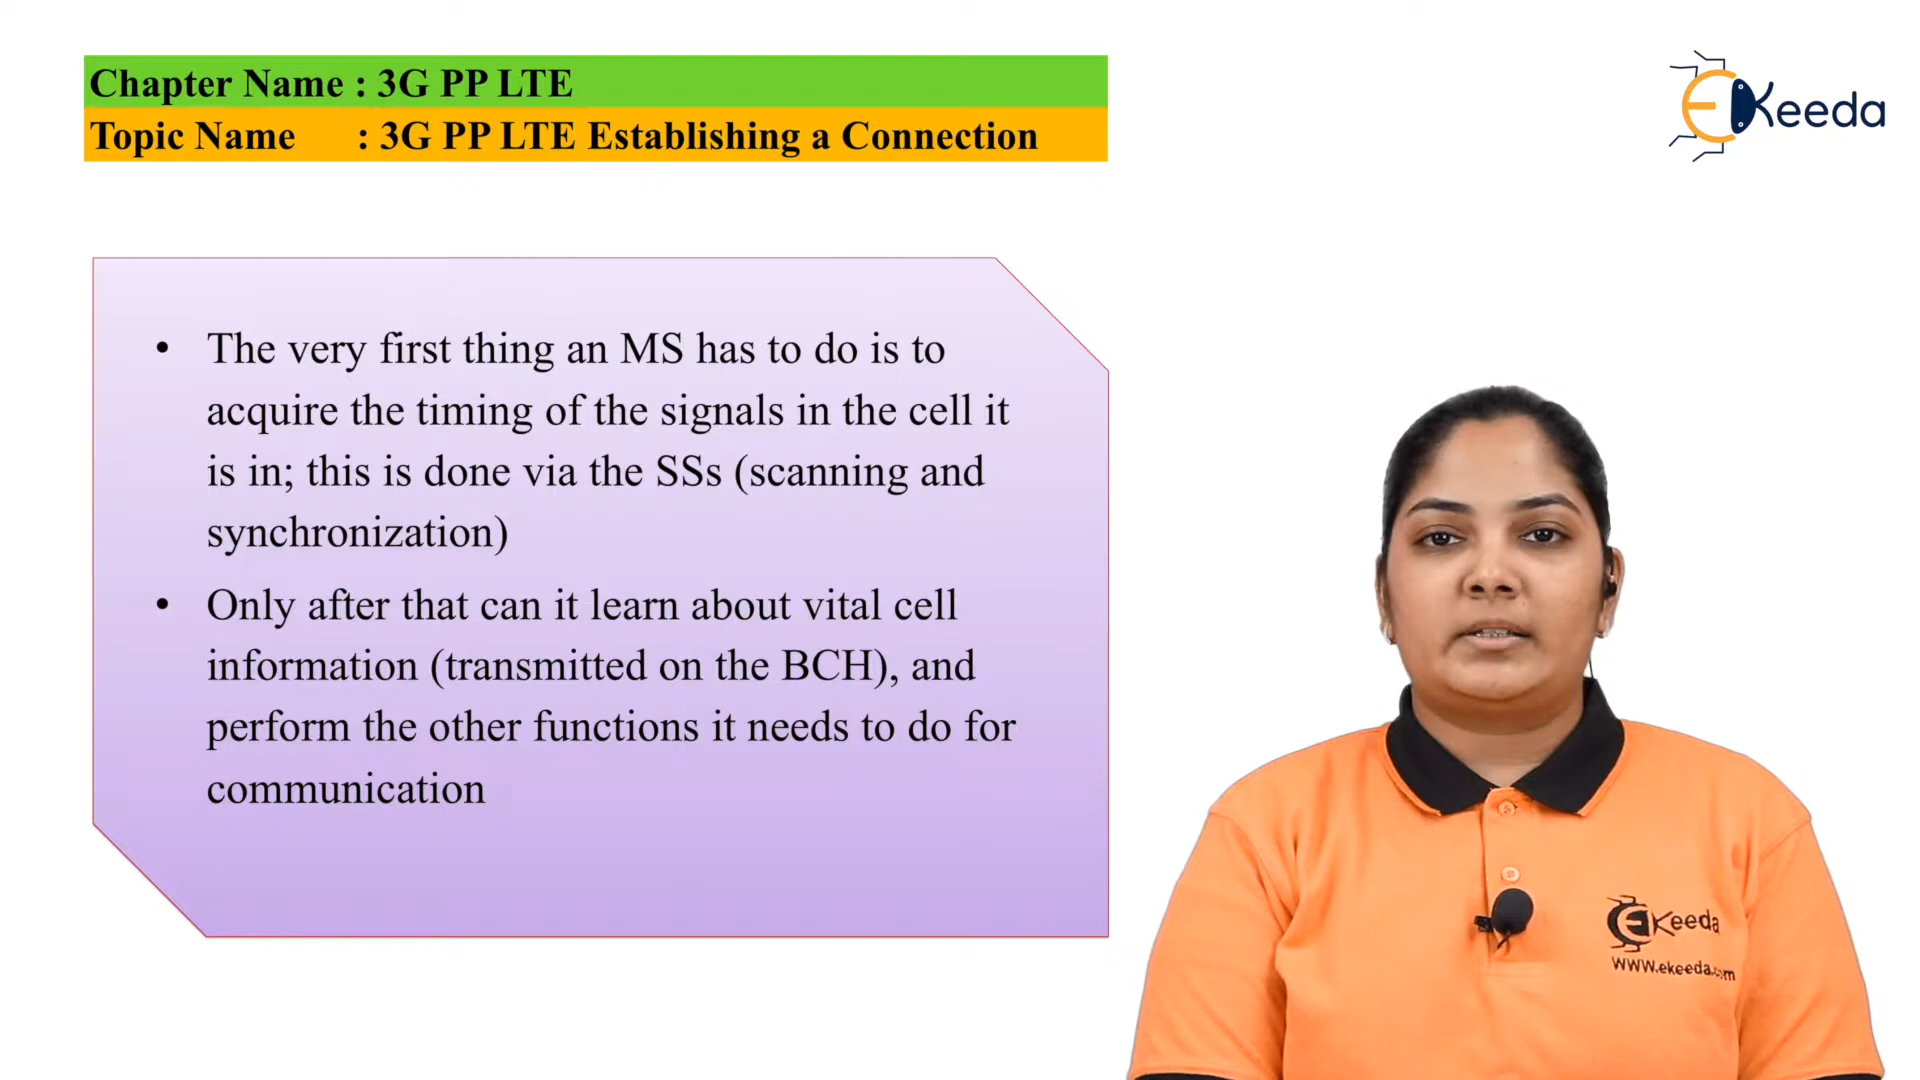 Chapter Name : 3G PP LTE
Topic Name : 3G PP LTE Establishing a Connection
EKeeda
• The very first thing an MS has to do is to
acquire the timing of the signals in the cell it
is in; this is done via the SSs (scanning and
synchronization)
• Only after that can it learn about vital cell
information (transmitted on the BCH), and
perform the other functions it needs to do for
communication
EKeeda
WWW.ekeeda.com